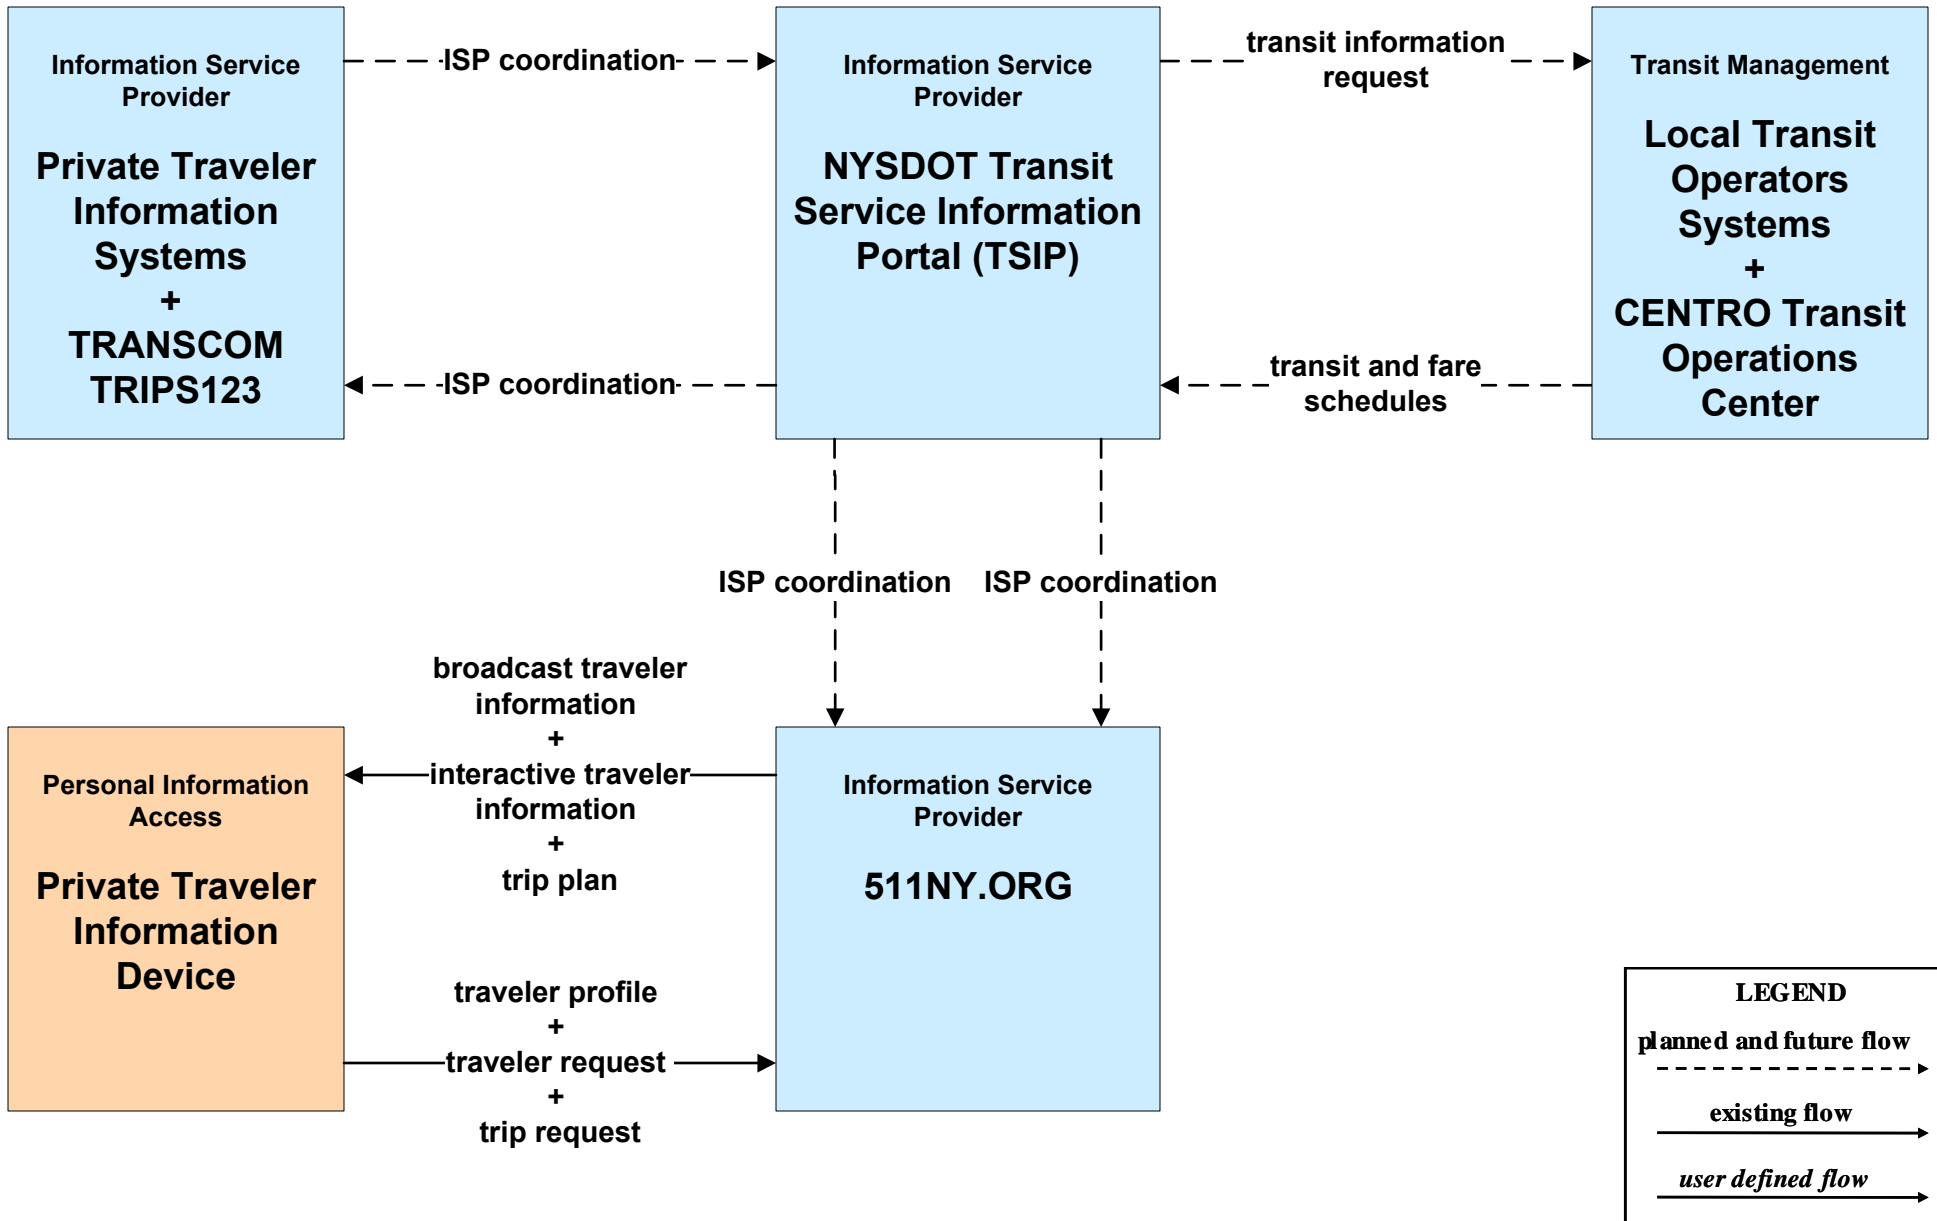 Information Service
Provider
Private Traveler
Information
Systems
+
TRANSCOM
TRIPS123
ISP coordination
ISP coordination
Information Service
Provider
NYSDOT Transit
Service Information
Portal (TSIP)
transit information
request
transit and fare
schedules
Transit Management
Local Transit
Operators
Systems
+
CENTRO Transit
Operations
Center
ISP coordination
ISP coordination
Personal Information
Access
Private Traveler
Information
Device
broadcast traveler
information
+
interactive traveler
information
+
trip plan
traveler profile
+
traveler request
+
trip request
Information Service
Provider
511NY.ORG
LEGEND
planned and future flow
existing flow
user defined flow